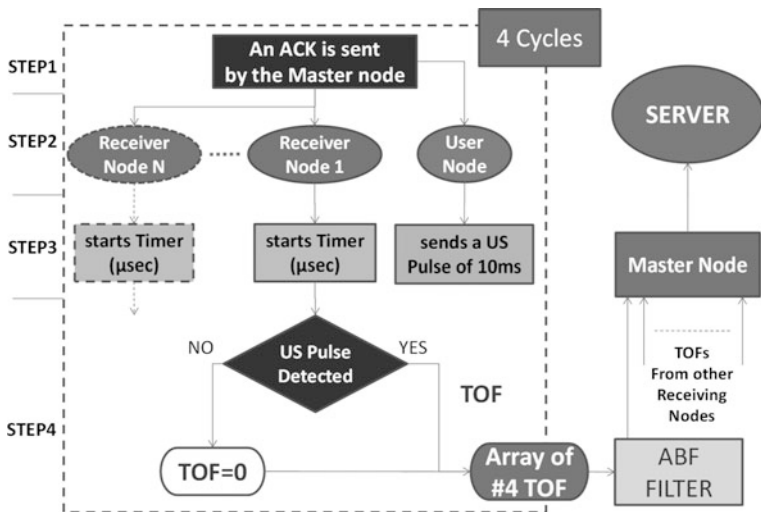 4 Cycles
STEP1
An ACK is sent
by the Master node
SERVER
STEP2
Receiver
Node N
Receiver
Node 1
User
Node
STEP3
starts Timer
(μsec)
starts Timer
(μsec)
sends a US
Pulse of 10ms
Master Node
NO
US Pulse
Detected
YES
TOF
TOFs
From other
Receiving
Nodes
STEP4
TOF=0
Array of
#4 TOF
ABF
FILTER